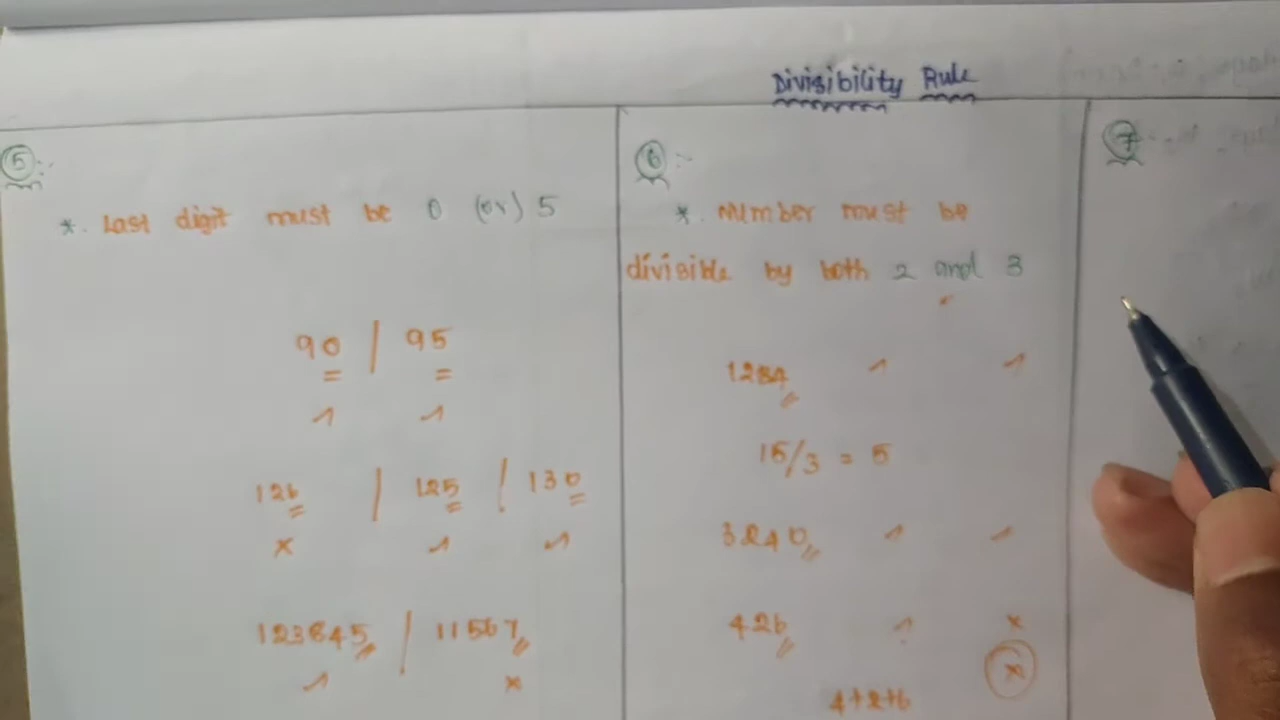 Divisibility Rule
5:-
*. Last digit must be 0 (or) 5
90 / 95
126 / 125 / 130
x
123845 / 11567
x
6:-
*. Number must be
divisible by both 2 and 3
1284
15/3 = 5
3240
426 x
x
4+2+6
7:-